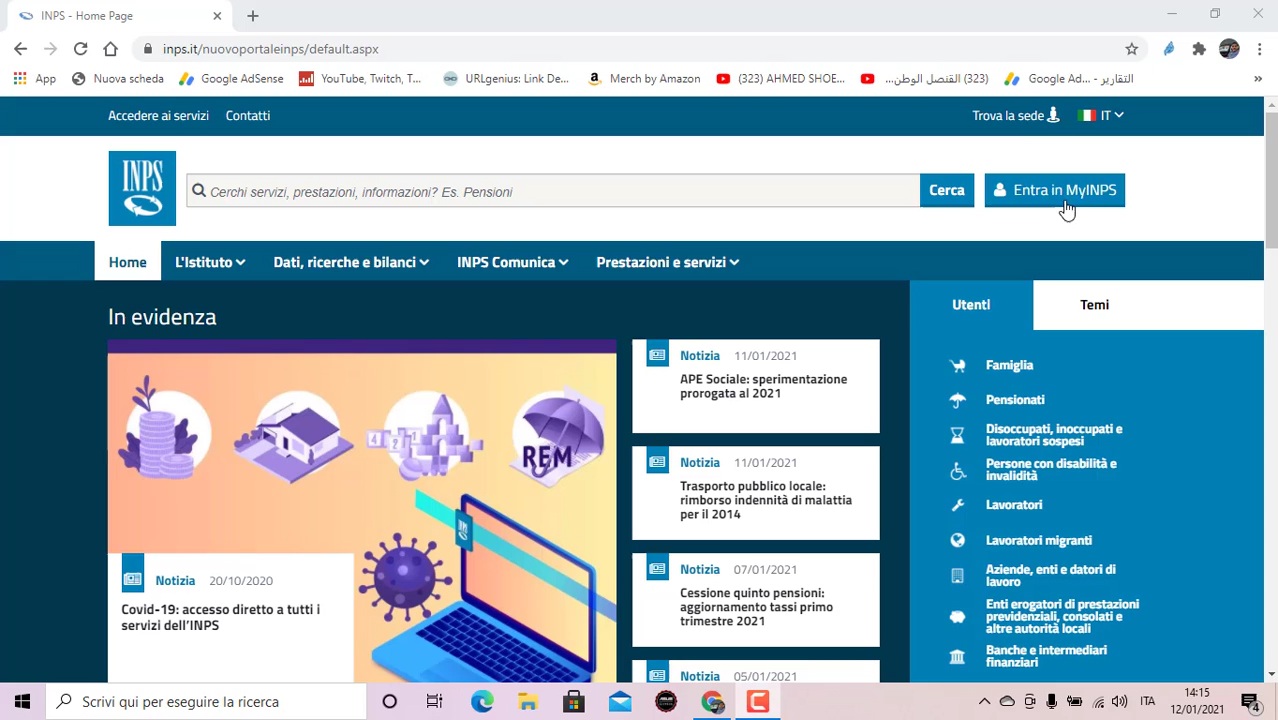 INPS - Home Page
inps.it/nuovoportaleinps/default.aspx
App
Nuova scheda
Google AdSense
YouTube, Twitch, T...
URLgenius: Link De...
Merch by Amazon
(323) AHMED SHOE...
(323) القنصل الوطن...
Google Ad... - التقارير
Accedere ai servizi
Contatti
Trova la sede
IT
INPS
Cerchi servizi, prestazioni, informazioni? Es. Pensioni
Cerca
Entra in MyINPS
Home
L'Istituto
Dati, ricerche e bilanci
INPS Comunica
Prestazioni e servizi
In evidenza
REM
Notizia 20/10/2020
Covid-19: accesso diretto a tutti i
servizi dell'INPS
Notizia 11/01/2021
APE Sociale: sperimentazione
prorogata al 2021
Notizia 11/01/2021
Trasporto pubblico locale:
rimborso indennità di malattia
per il 2014
Notizia 07/01/2021
Cessione quinto pensioni:
aggiornamento tassi primo
trimestre 2021
Notizia 05/01/2021
Utenti
Temi
Famiglia
Pensionati
Disoccupati, inoccupati e
lavoratori sospesi
Persone con disabilità e
invalidità
Lavoratori
Lavoratori migranti
Aziende, enti e datori di
lavoro
Enti erogatori di prestazioni
previdenziali, consolati e
altre autorità locali
Banche e intermediari
finanziari
Scrivi qui per eseguire la ricerca
ITA
14:15
12/01/2021
4